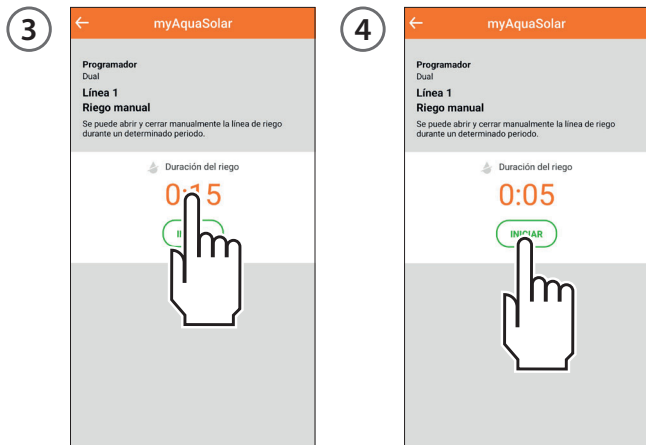 3
myAquaSolar
Programador
Dual
Línea 1
Riego manual
Se puede abrir y cerrar manualmente la línea de riego
durante un determinado periodo.
Duración del riego
0:15
4
myAquaSolar
Programador
Dual
Línea 1
Riego manual
Se puede abrir y cerrar manualmente la línea de riego
durante un determinado periodo.
Duración del riego
0:05
INICIAR